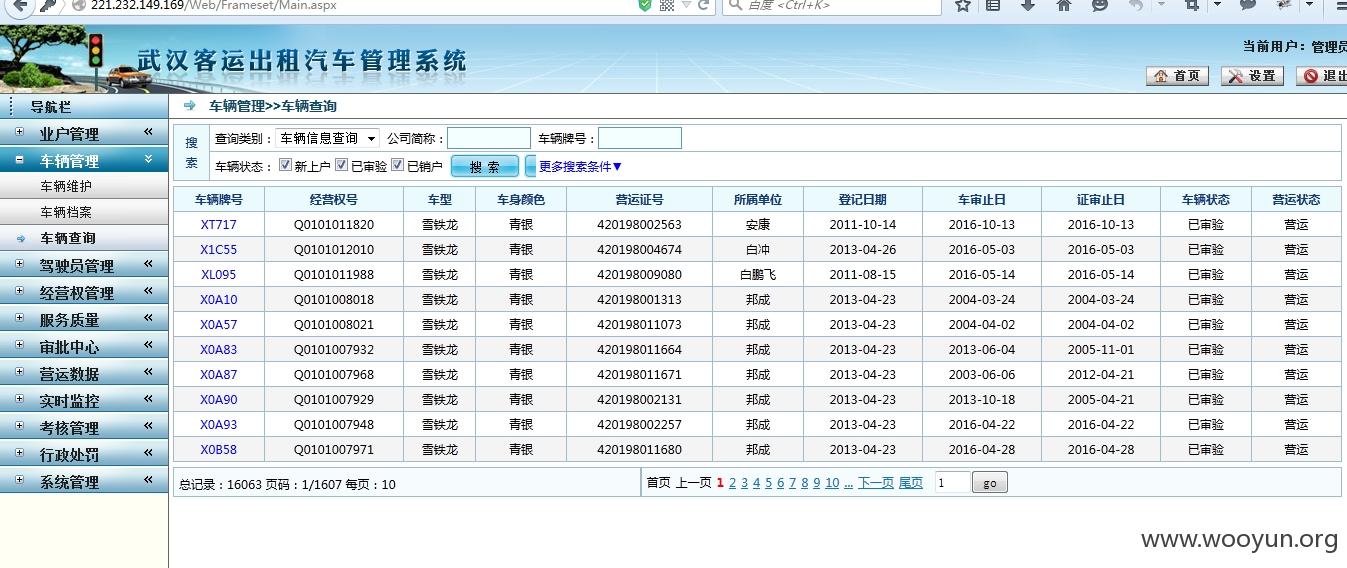 221.232.149.169/Web/Frameset/Main.aspx
百度 <Ctrl+K>
武汉客运出租汽车管理系统
当前用户：管理员
首页 设置 退出
导航栏
车辆管理>>车辆查询
业户管理
车辆管理
车辆维护
车辆档案
车辆查询
驾驶员管理
经营权管理
服务质量
审批中心
营运数据
实时监控
考核管理
行政处罚
系统管理
搜索
查询类别：车辆信息查询 公司简称： 车辆牌号：
车辆状态： 新上户 已审验 已销户 搜 索 更多搜索条件▼
车辆牌号 经营权号 车型 车身颜色 营运证号 所属单位 登记日期 车审止日 证审止日 车辆状态 营运状态
XT717 Q0101011820 雪铁龙 青银 420198002563 安康 2011-10-14 2016-10-13 2016-10-13 已审验 营运
X1C55 Q0101012010 雪铁龙 青银 420198004674 白冲 2013-04-26 2016-05-03 2016-05-03 已审验 营运
XL095 Q0101011988 雪铁龙 青银 420198009080 白鹏飞 2011-08-15 2016-05-14 2016-05-14 已审验 营运
X0A10 Q0101008018 雪铁龙 青银 420198001313 邦成 2013-04-23 2004-03-24 2004-03-24 已审验 营运
X0A57 Q0101008021 雪铁龙 青银 420198011073 邦成 2013-04-23 2004-04-02 2004-04-02 已审验 营运
X0A83 Q0101007932 雪铁龙 青银 420198011664 邦成 2013-04-23 2013-06-04 2005-11-01 已审验 营运
X0A87 Q0101007968 雪铁龙 青银 420198011671 邦成 2013-04-23 2003-06-06 2012-04-21 已审验 营运
X0A90 Q0101007929 雪铁龙 青银 420198002131 邦成 2013-04-23 2013-10-18 2005-04-21 已审验 营运
X0A93 Q0101007948 雪铁龙 青银 420198002257 邦成 2013-04-23 2016-04-22 2016-04-22 已审验 营运
X0B58 Q0101007971 雪铁龙 青银 420198011680 邦成 2013-04-23 2016-04-28 2016-04-28 已审验 营运
总记录：16063 页码：1/1607 每页：10
首页 上一页 1 2 3 4 5 6 7 8 9 10 ... 下一页 尾页 1 go
www.wooyun.org